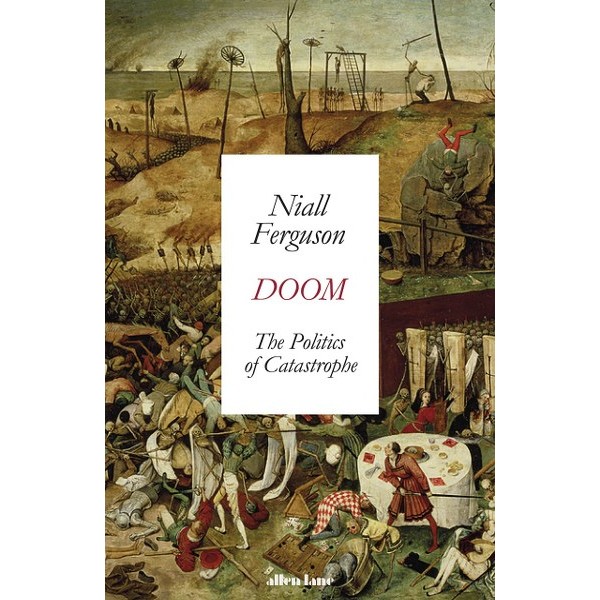 Niall
Ferguson
DOOM
The Politics
of Catastrophe
allen lane